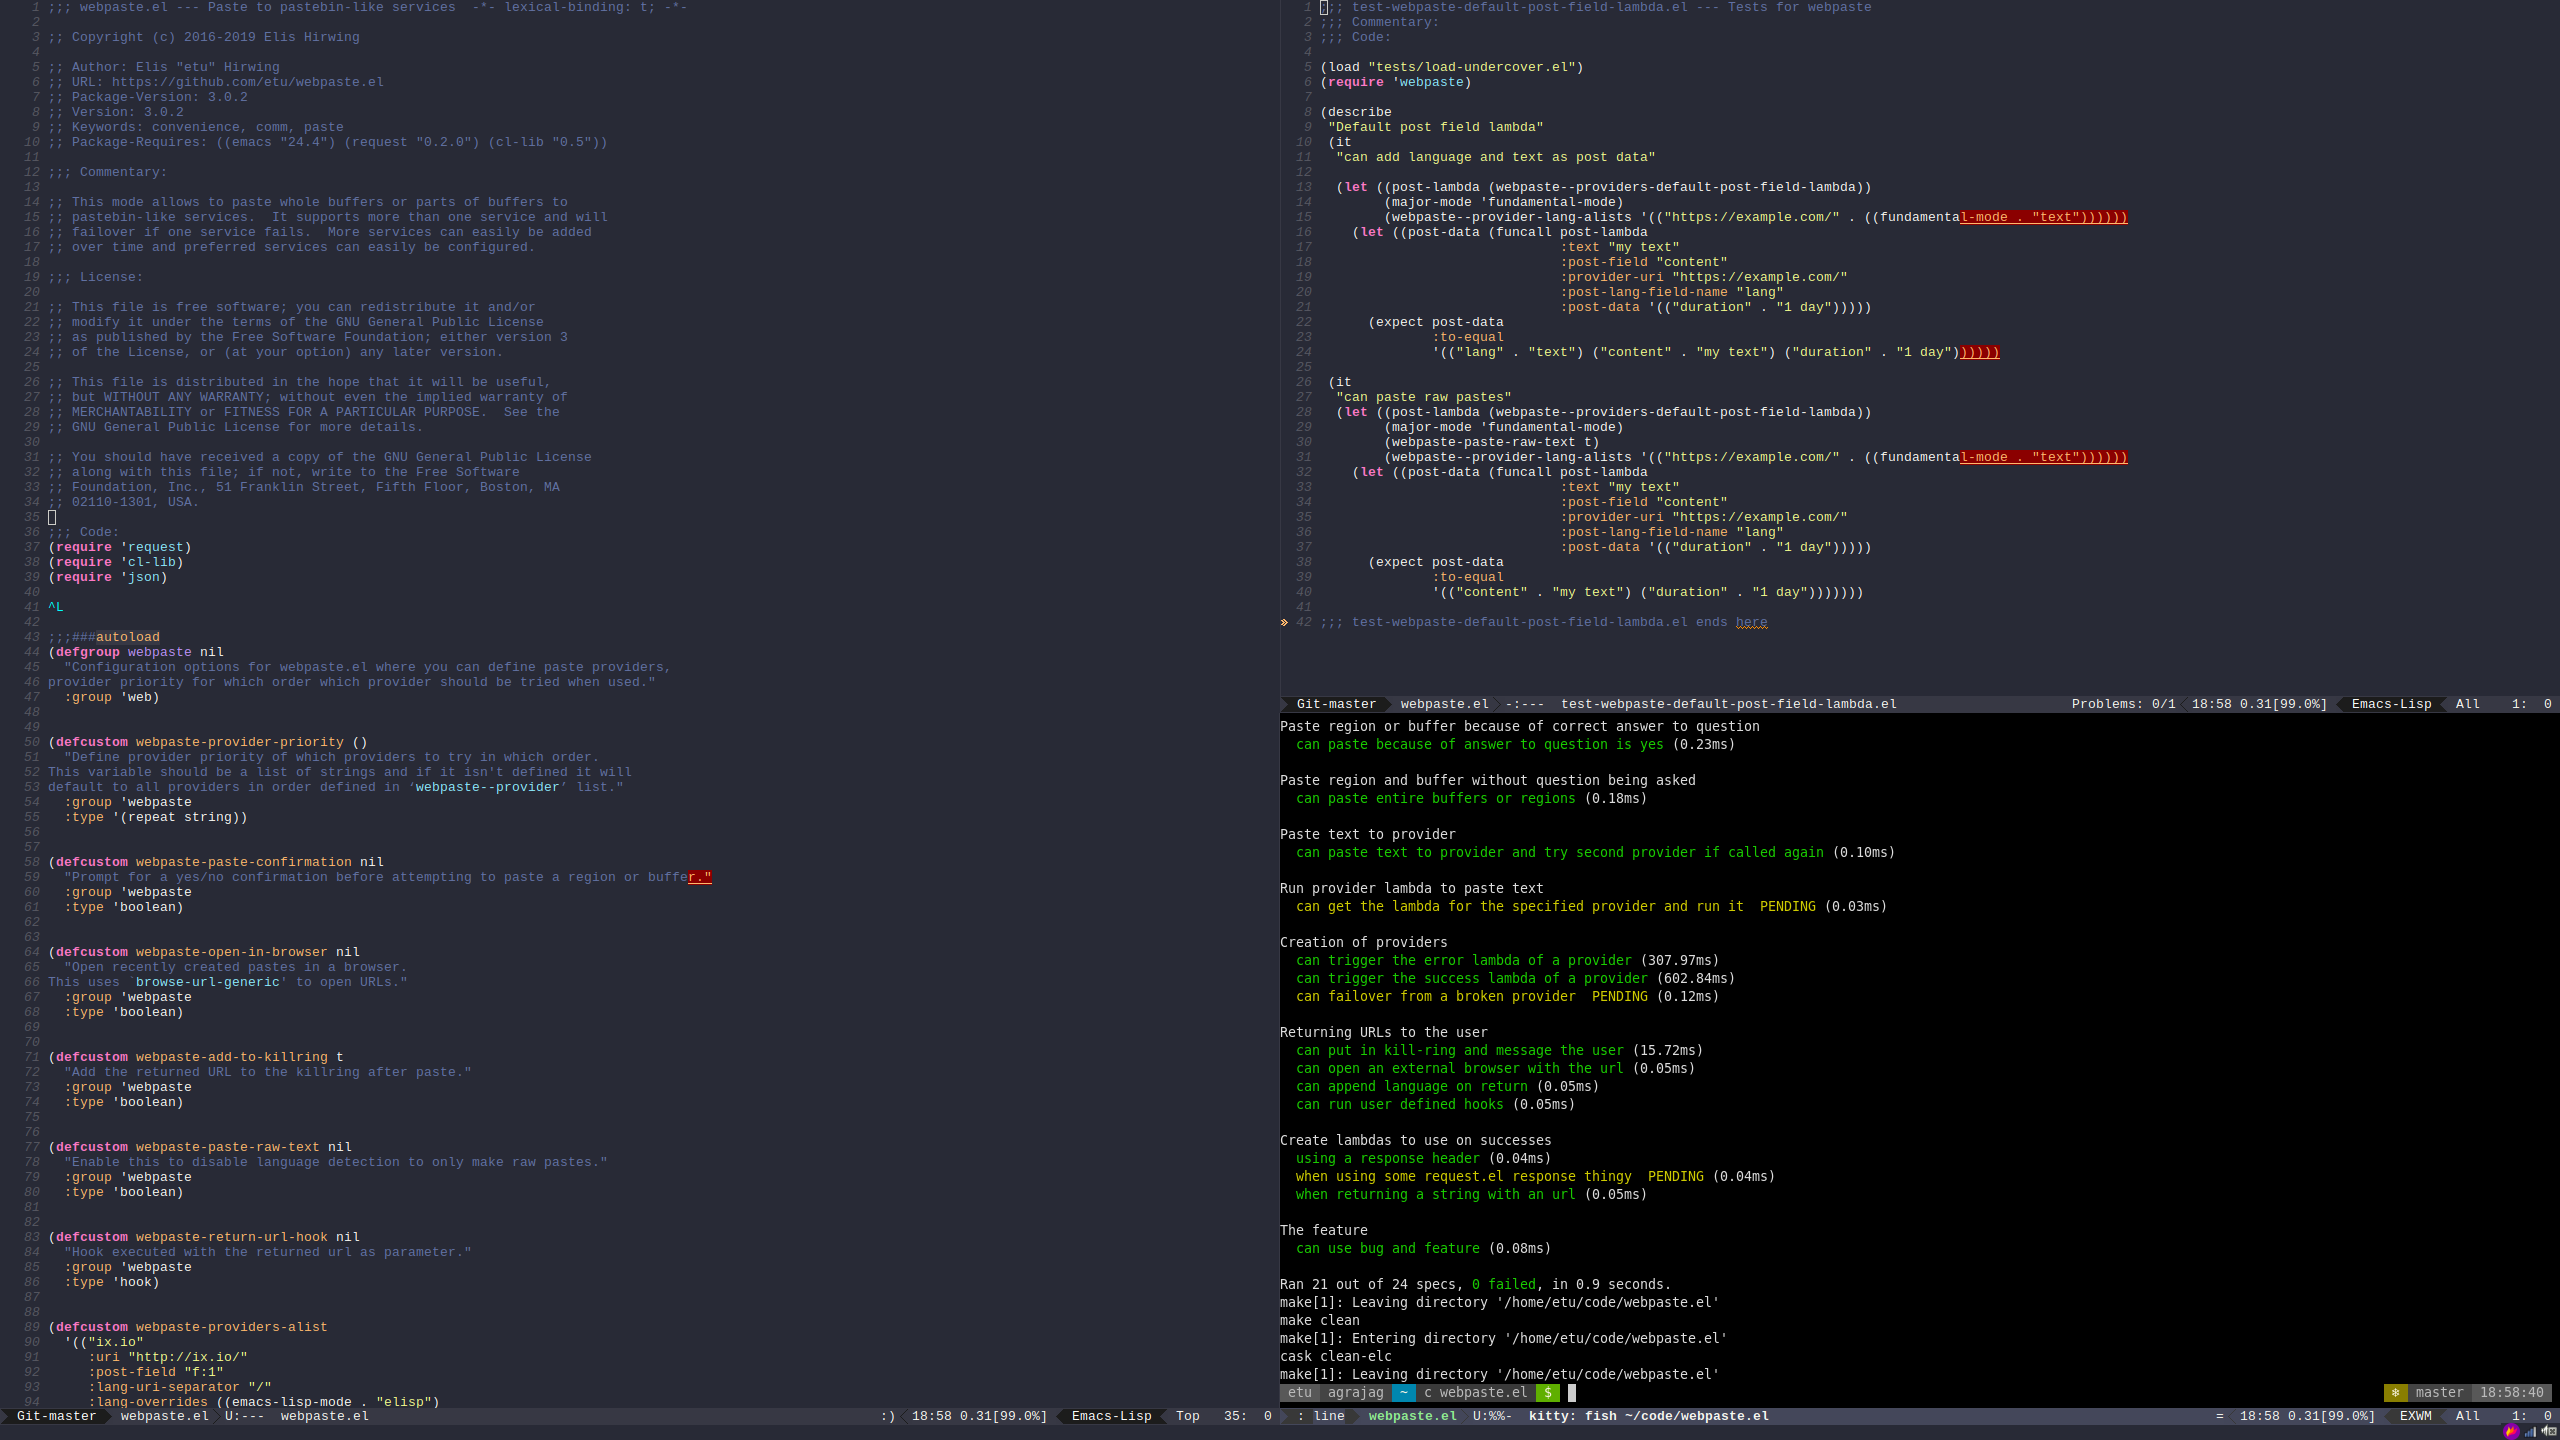 1 ;;; webpaste.el --- Paste to pastebin-like services  -*- lexical-binding: t; -*-
2
3 ;; Copyright (c) 2016-2019 Elis Hirwing
4
5 ;; Author: Elis "etu" Hirwing
6 ;; URL: https://github.com/etu/webpaste.el
7 ;; Package-Version: 3.0.2
8 ;; Version: 3.0.2
9 ;; Keywords: convenience, comm, paste
10 ;; Package-Requires: ((emacs "24.4") (request "0.2.0") (cl-lib "0.5"))
11
12 ;;; Commentary:
13
14 ;; This mode allows to paste whole buffers or parts of buffers to
15 ;; pastebin-like services.  It supports more than one service and will
16 ;; failover if one service fails.  More services can easily be added
17 ;; over time and preferred services can easily be configured.
18
19 ;;; License:
20
21 ;; This file is free software; you can redistribute it and/or
22 ;; modify it under the terms of the GNU General Public License
23 ;; as published by the Free Software Foundation; either version 3
24 ;; of the License, or (at your option) any later version.
25
26 ;; This file is distributed in the hope that it will be useful,
27 ;; but WITHOUT ANY WARRANTY; without even the implied warranty of
28 ;; MERCHANTABILITY or FITNESS FOR A PARTICULAR PURPOSE.  See the
29 ;; GNU General Public License for more details.
30
31 ;; You should have received a copy of the GNU General Public License
32 ;; along with this file; if not, write to the Free Software
33 ;; Foundation, Inc., 51 Franklin Street, Fifth Floor, Boston, MA
34 ;; 02110-1301, USA.
35
36 ;;; Code:
37 (require 'request)
38 (require 'cl-lib)
39 (require 'json)
40
41 ^L
42
43 ;;;###autoload
44 (defgroup webpaste nil
45   "Configuration options for webpaste.el where you can define paste providers,
46 provider priority for which order which provider should be tried when used."
47   :group 'web)
48
49
50 (defcustom webpaste-provider-priority ()
51   "Define provider priority of which providers to try in which order.
52 This variable should be a list of strings and if it isn't defined it will
53 default to all providers in order defined in ‘webpaste--provider’ list."
54   :group 'webpaste
55   :type '(repeat string))
56
57
58 (defcustom webpaste-paste-confirmation nil
59   "Prompt for a yes/no confirmation before attempting to paste a region or buffer."
60   :group 'webpaste
61   :type 'boolean)
62
63
64 (defcustom webpaste-open-in-browser nil
65   "Open recently created pastes in a browser.
66 This uses `browse-url-generic' to open URLs."
67   :group 'webpaste
68   :type 'boolean)
69
70
71 (defcustom webpaste-add-to-killring t
72   "Add the returned URL to the killring after paste."
73   :group 'webpaste
74   :type 'boolean)
75
76
77 (defcustom webpaste-paste-raw-text nil
78   "Enable this to disable language detection to only make raw pastes."
79   :group 'webpaste
80   :type 'boolean)
81
82
83 (defcustom webpaste-return-url-hook nil
84   "Hook executed with the returned url as parameter."
85   :group 'webpaste
86   :type 'hook)
87
88
89 (defcustom webpaste-providers-alist
90   '(("ix.io"
91      :uri "http://ix.io/"
92      :post-field "f:1"
93      :lang-uri-separator "/"
94      :lang-overrides ((emacs-lisp-mode . "elisp")
Git-master webpaste.el U:---  webpaste.el :) 18:58 0.31[99.0%] Emacs-Lisp Top 35: 0
1 ;;; test-webpaste-default-post-field-lambda.el --- Tests for webpaste
2 ;;; Commentary:
3 ;;; Code:
4
5 (load "tests/load-undercover.el")
6 (require 'webpaste)
7
8 (describe
9  "Default post field lambda"
10  (it
11   "can add language and text as post data"
12
13   (let ((post-lambda (webpaste--providers-default-post-field-lambda))
14         (major-mode 'fundamental-mode)
15         (webpaste--provider-lang-alists '(("https://example.com/" . ((fundamental-mode . "text"))))))
16     (let ((post-data (funcall post-lambda
17                               :text "my text"
18                               :post-field "content"
19                               :provider-uri "https://example.com/"
20                               :post-lang-field-name "lang"
21                               :post-data '(("duration" . "1 day")))))
22       (expect post-data
23               :to-equal
24               '(("lang" . "text") ("content" . "my text") ("duration" . "1 day"))))))
25
26  (it
27   "can paste raw pastes"
28   (let ((post-lambda (webpaste--providers-default-post-field-lambda))
29         (major-mode 'fundamental-mode)
30         (webpaste-paste-raw-text t)
31         (webpaste--provider-lang-alists '(("https://example.com/" . ((fundamental-mode . "text"))))))
32     (let ((post-data (funcall post-lambda
33                               :text "my text"
34                               :post-field "content"
35                               :provider-uri "https://example.com/"
36                               :post-lang-field-name "lang"
37                               :post-data '(("duration" . "1 day")))))
38       (expect post-data
39               :to-equal
40               '(("content" . "my text") ("duration" . "1 day")))))))
41
42 ;;; test-webpaste-default-post-field-lambda.el ends here
Git-master webpaste.el -:---  test-webpaste-default-post-field-lambda.el Problems: 0/1 18:58 0.31[99.0%] Emacs-Lisp All 1: 0
Paste region or buffer because of correct answer to question
  can paste because of answer to question is yes (0.23ms)

Paste region and buffer without question being asked
  can paste entire buffers or regions (0.18ms)

Paste text to provider
  can paste text to provider and try second provider if called again (0.10ms)

Run provider lambda to paste text
  can get the lambda for the specified provider and run it  PENDING (0.03ms)

Creation of providers
  can trigger the error lambda of a provider (307.97ms)
  can trigger the success lambda of a provider (602.84ms)
  can failover from a broken provider  PENDING (0.12ms)

Returning URLs to the user
  can put in kill-ring and message the user (15.72ms)
  can open an external browser with the url (0.05ms)
  can append language on return (0.05ms)
  can run user defined hooks (0.05ms)

Create lambdas to use on successes
  using a response header (0.04ms)
  when using some request.el response thingy  PENDING (0.04ms)
  when returning a string with an url (0.05ms)

The feature
  can use bug and feature (0.08ms)

Ran 21 out of 24 specs, 0 failed, in 0.9 seconds.
make[1]: Leaving directory '/home/etu/code/webpaste.el'
make clean
make[1]: Entering directory '/home/etu/code/webpaste.el'
cask clean-elc
make[1]: Leaving directory '/home/etu/code/webpaste.el'
etu agrajag ~ c webpaste.el $ ❄ master 18:58:40
: line webpaste.el U:%%-  kitty: fish ~/code/webpaste.el = 18:58 0.31[99.0%] EXWM All 1: 0